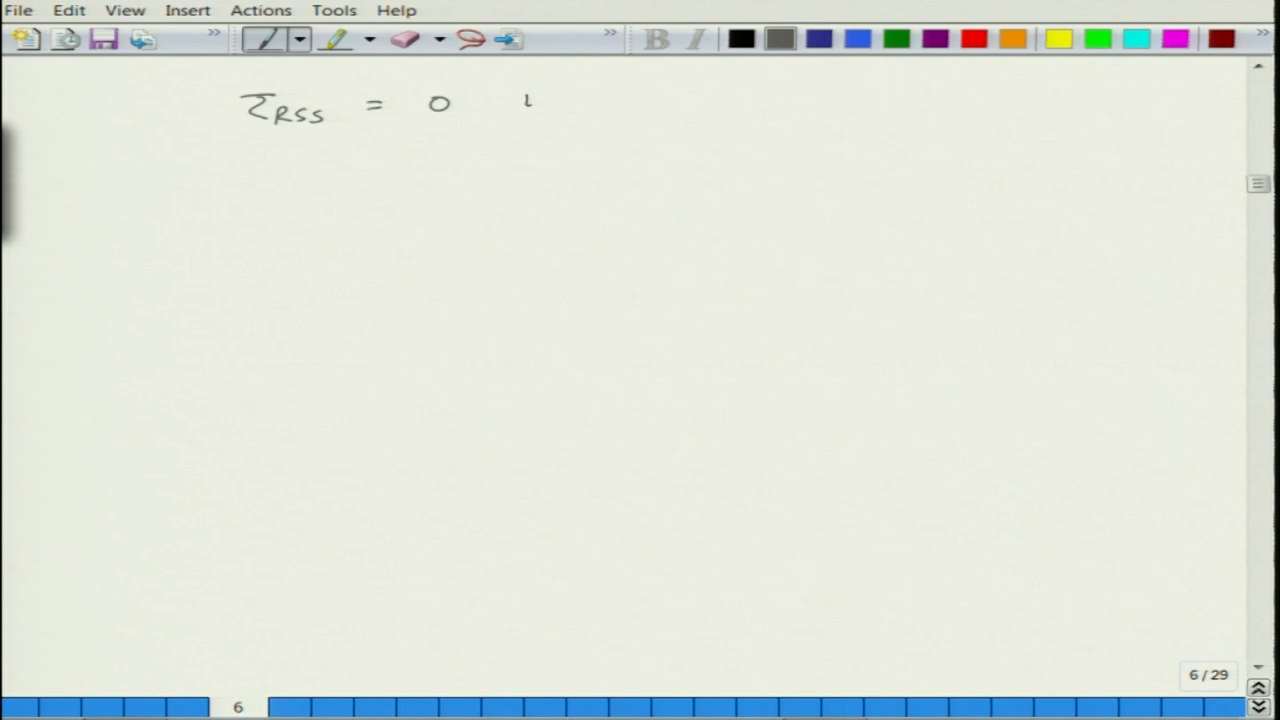 File Edit View Insert Actions Tools Help
B I
τRSS = 0
6 / 29
6